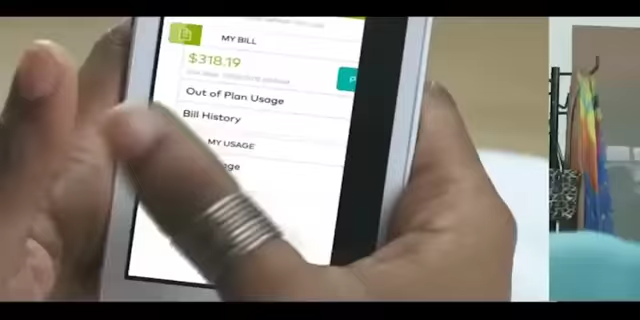 MY BILL
$318.19
Out of Plan Usage
Bill History
MY USAGE